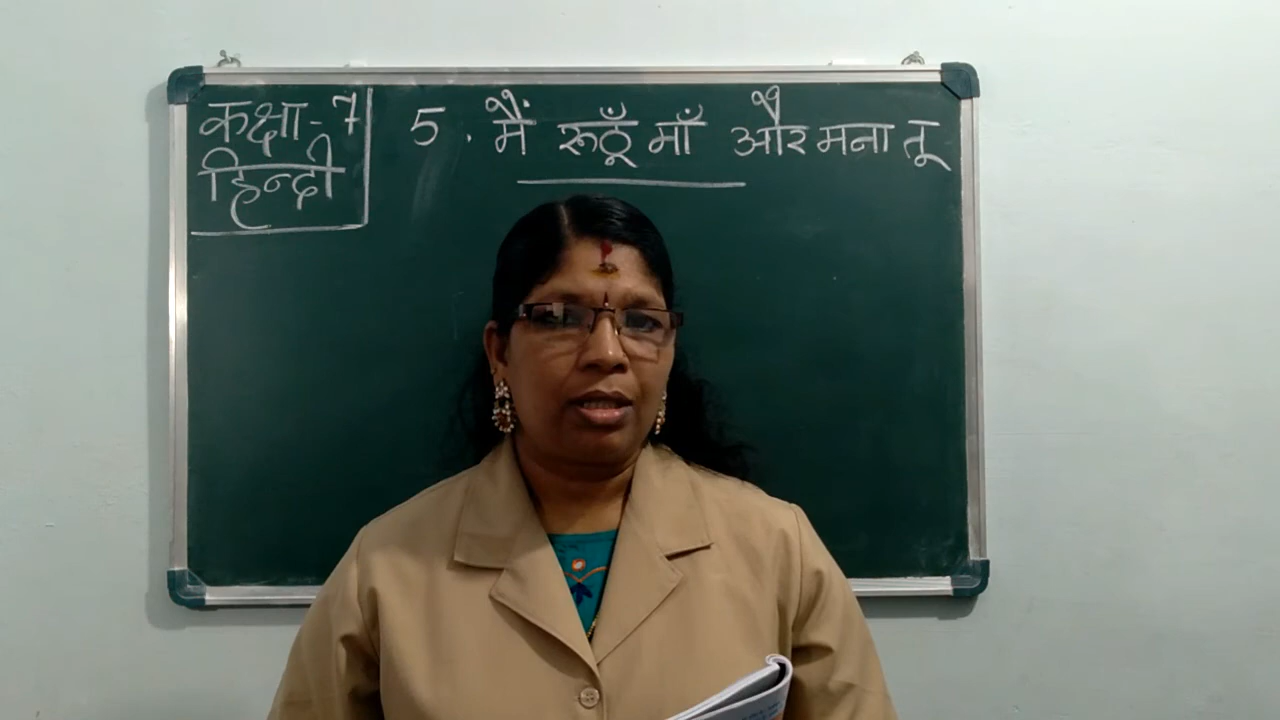 कक्षा-7
हिन्दी
5. मैं रूठूँ माँ और मना तू